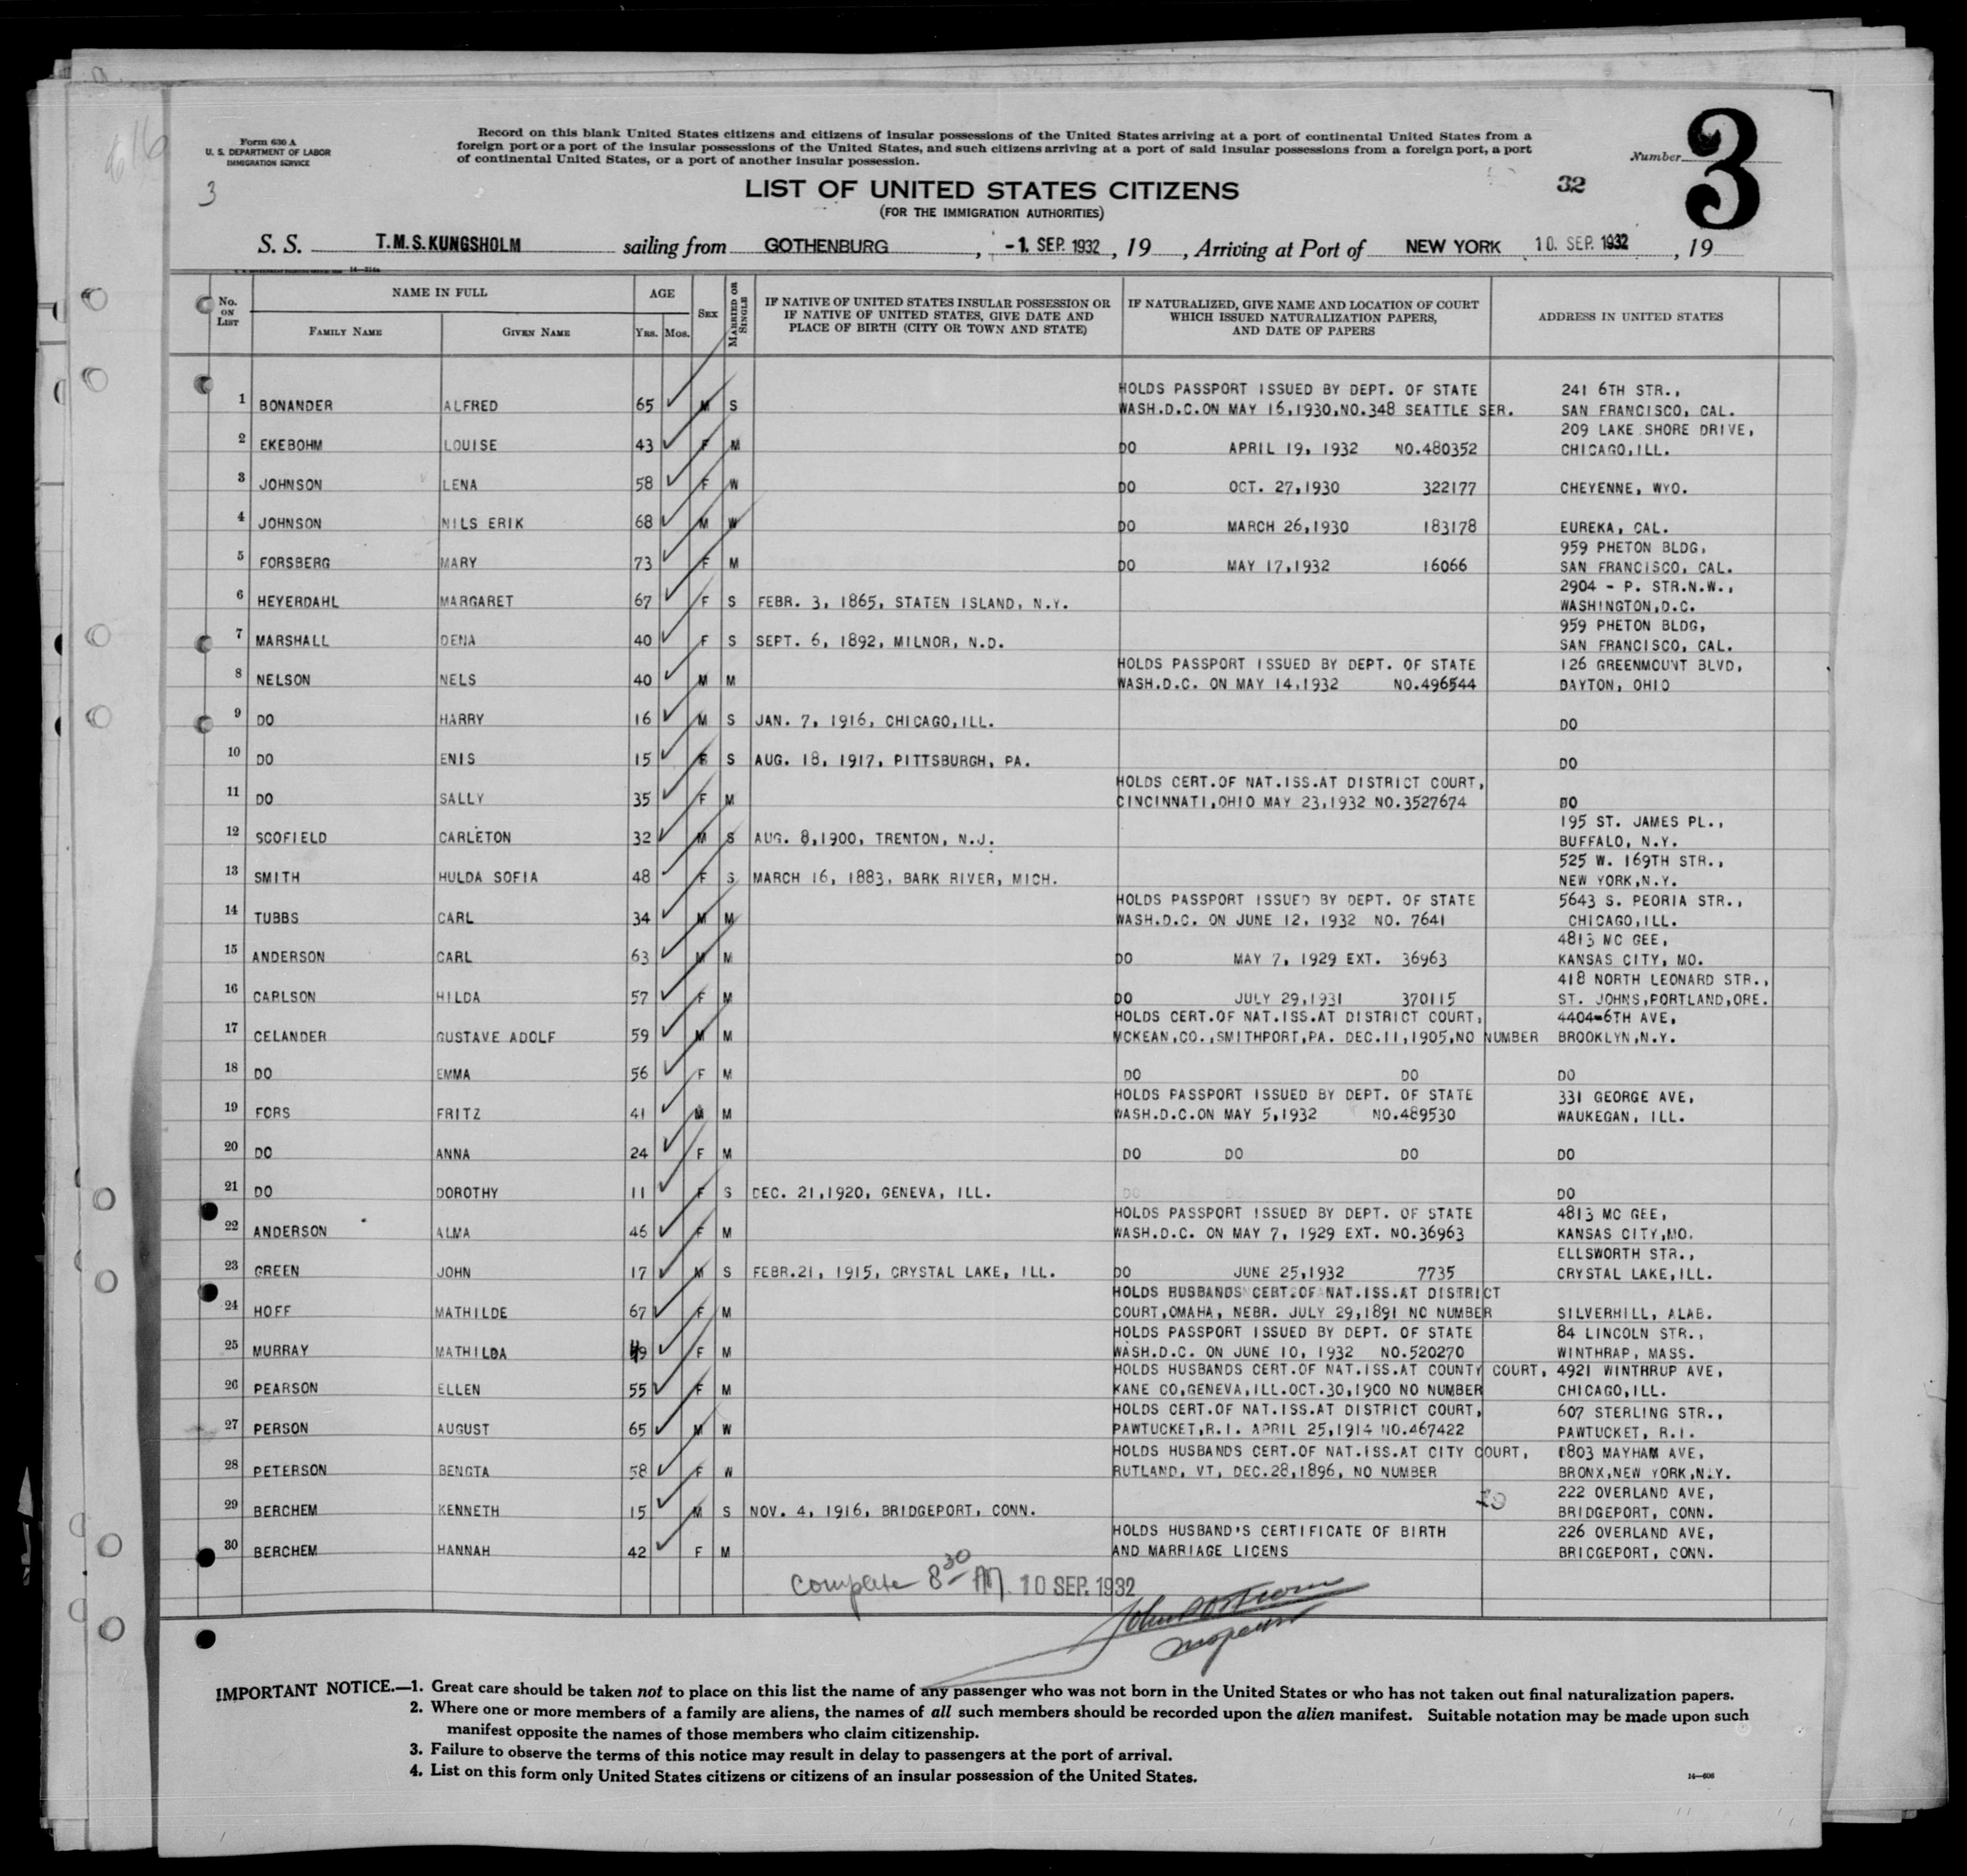 Form 630 A
U. S. DEPARTMENT OF LABOR
IMMIGRATION SERVICE
616
3
Record on this blank United States citizens and citizens of insular possessions of the United States arriving at a port of continental United States from a
foreign port or a port of the insular possessions of the United States, and such citizens arriving at a port of said insular possessions from a foreign port, a port
of continental United States, or a port of another insular possession.
Number 3
32
LIST OF UNITED STATES CITIZENS
(FOR THE IMMIGRATION AUTHORITIES)
S. S. T.M.S.KUNGSHOLM sailing from GOTHENBURG, -1. SEP. 1932, 19 , Arriving at Port of NEW YORK 10. SEP. 1932, 19
No. ON LIST
NAME IN FULL
FAMILY NAME GIVEN NAME
AGE
YRS. MOS.
SEX
MARRIED OR SINGLE
IF NATIVE OF UNITED STATES INSULAR POSSESSION OR
IF NATIVE OF UNITED STATES, GIVE DATE AND
PLACE OF BIRTH (CITY OR TOWN AND STATE)
IF NATURALIZED, GIVE NAME AND LOCATION OF COURT
WHICH ISSUED NATURALIZATION PAPERS,
AND DATE OF PAPERS
ADDRESS IN UNITED STATES
HOLDS PASSPORT ISSUED BY DEPT. OF STATE 241 6TH STR.,
1 BONANDER ALFRED 65 M S WASH.D.C.ON MAY 16,1930,NO.348 SEATTLE SER. SAN FRANCISCO, CAL.
209 LAKE SHORE DRIVE,
2 EKEBOHM LOUISE 43 F M DO APRIL 19, 1932 NO.480352 CHICAGO,ILL.
3 JOHNSON LENA 58 F W DO OCT. 27,1930 322177 CHEYENNE, WYO.
4 JOHNSON NILS ERIK 68 M W DO MARCH 26,1930 183178 EUREKA, CAL.
959 PHETON BLDG,
5 FORSBERG MARY 73 F M DO MAY 17,1932 16066 SAN FRANCISCO, CAL.
2904 - P. STR.N.W.,
6 HEYERDAHL MARGARET 67 F S FEBR. 3, 1865, STATEN ISLAND, N.Y. WASHINGTON,D.C.
959 PHETON BLDG,
7 MARSHALL DENA 40 F S SEPT. 6, 1892, MILNOR, N.D. SAN FRANCISCO, CAL.
HOLDS PASSPORT ISSUED BY DEPT. OF STATE 126 GREENMOUNT BLVD,
8 NELSON NELS 40 M M WASH.D.C. ON MAY 14,1932 NO.496544 DAYTON, OHIO
9 DO HARRY 16 M S JAN. 7, 1916, CHICAGO,ILL. DO
10 DO ENIS 15 F S AUG. 18, 1917, PITTSBURGH, PA. DO
HOLDS CERT.OF NAT.ISS.AT DISTRICT COURT,
11 DO SALLY 35 F M CINCINNATI,OHIO MAY 23,1932 NO.3527674 DO
195 ST. JAMES PL.,
12 SCOFIELD CARLETON 32 M S AUG. 8,1900, TRENTON, N.J. BUFFALO, N.Y.
525 W. 169TH STR.,
13 SMITH HULDA SOFIA 48 F S MARCH 16, 1883, BARK RIVER, MICH. NEW YORK,N.Y.
HOLDS PASSPORT ISSUED BY DEPT. OF STATE 5643 S. PEORIA STR.,
14 TUBBS CARL 34 M M WASH.D.C. ON JUNE 12, 1932 NO. 7641 CHICAGO,ILL.
4813 MC GEE,
15 ANDERSON CARL 63 M M DO MAY 7, 1929 EXT. 36963 KANSAS CITY, MO.
418 NORTH LEONARD STR.,
16 CARLSON HILDA 57 F M DO JULY 29,1931 370115 ST. JOHNS,PORTLAND,ORE.
HOLDS CERT.OF NAT.ISS.AT DISTRICT COURT, 4404-6TH AVE,
17 CELANDER GUSTAVE ADOLF 59 M M MCKEAN,CO.,SMITHPORT,PA. DEC.11,1905,NO NUMBER BROOKLYN,N.Y.
18 DO EMMA 56 F M DO DO DO
HOLDS PASSPORT ISSUED BY DEPT. OF STATE 331 GEORGE AVE,
19 FORS FRITZ 41 M M WASH.D.C.ON MAY 5,1932 NO.489530 WAUKEGAN, ILL.
20 DO ANNA 24 F M DO DO DO DO
21 DO DOROTHY 11 F S DEC. 21,1920, GENEVA, ILL. DO DO DO
HOLDS PASSPORT ISSUED BY DEPT. OF STATE 4813 MC GEE,
22 ANDERSON ALMA 46 F M WASH.D.C. ON MAY 7, 1929 EXT. NO.36963 KANSAS CITY,MO.
ELLSWORTH STR.,
23 GREEN JOHN 17 M S FEBR.21, 1915, CRYSTAL LAKE, ILL. DO JUNE 25,1932 7735 CRYSTAL LAKE,ILL.
HOLDS HUSBANDS CERT.OF NAT.ISS.AT DISTRICT
24 HOFF MATHILDE 67 F M COURT,OMAHA, NEBR. JULY 29,1891 NO NUMBER SILVERHILL, ALAB.
HOLDS PASSPORT ISSUED BY DEPT. OF STATE 84 LINCOLN STR.,
25 MURRAY MATHILDA 49 F M WASH.D.C. ON JUNE 10, 1932 NO.520270 WINTHRAP, MASS.
HOLDS HUSBANDS CERT.OF NAT.ISS.AT COUNTY COURT, 4921 WINTHRUP AVE,
26 PEARSON ELLEN 55 F M KANE CO,GENEVA,ILL.OCT.30,1900 NO NUMBER CHICAGO,ILL.
HOLDS CERT.OF NAT.ISS.AT DISTRICT COURT, 607 STERLING STR.,
27 PERSON AUGUST 65 M W PAWTUCKET,R.I. APRIL 25,1914 NO.467422 PAWTUCKET, R.I.
HOLDS HUSBANDS CERT.OF NAT.ISS.AT CITY COURT, 0803 MAYHAM AVE,
28 PETERSON BENGTA 58 F W RUTLAND, VT, DEC.28,1896, NO NUMBER BRONX,NEW YORK,N.Y.
222 OVERLAND AVE,
29 BERCHEM KENNETH 15 M S NOV. 4, 1916, BRIDGEPORT, CONN. BRIDGEPORT, CONN.
HOLDS HUSBAND'S CERTIFICATE OF BIRTH 226 OVERLAND AVE,
30 BERCHEM HANNAH 42 F M AND MARRIAGE LICENS BRICGEPORT, CONN.
Complete 8 30 AM 10 SEP. 1932
Inspector
IMPORTANT NOTICE.—1. Great care should be taken not to place on this list the name of any passenger who was not born in the United States or who has not taken out final naturalization papers.
2. Where one or more members of a family are aliens, the names of all such members should be recorded upon the alien manifest. Suitable notation may be made upon such
manifest opposite the names of those members who claim citizenship.
3. Failure to observe the terms of this notice may result in delay to passengers at the port of arrival.
4. List on this form only United States citizens or citizens of an insular possession of the United States.
14—606